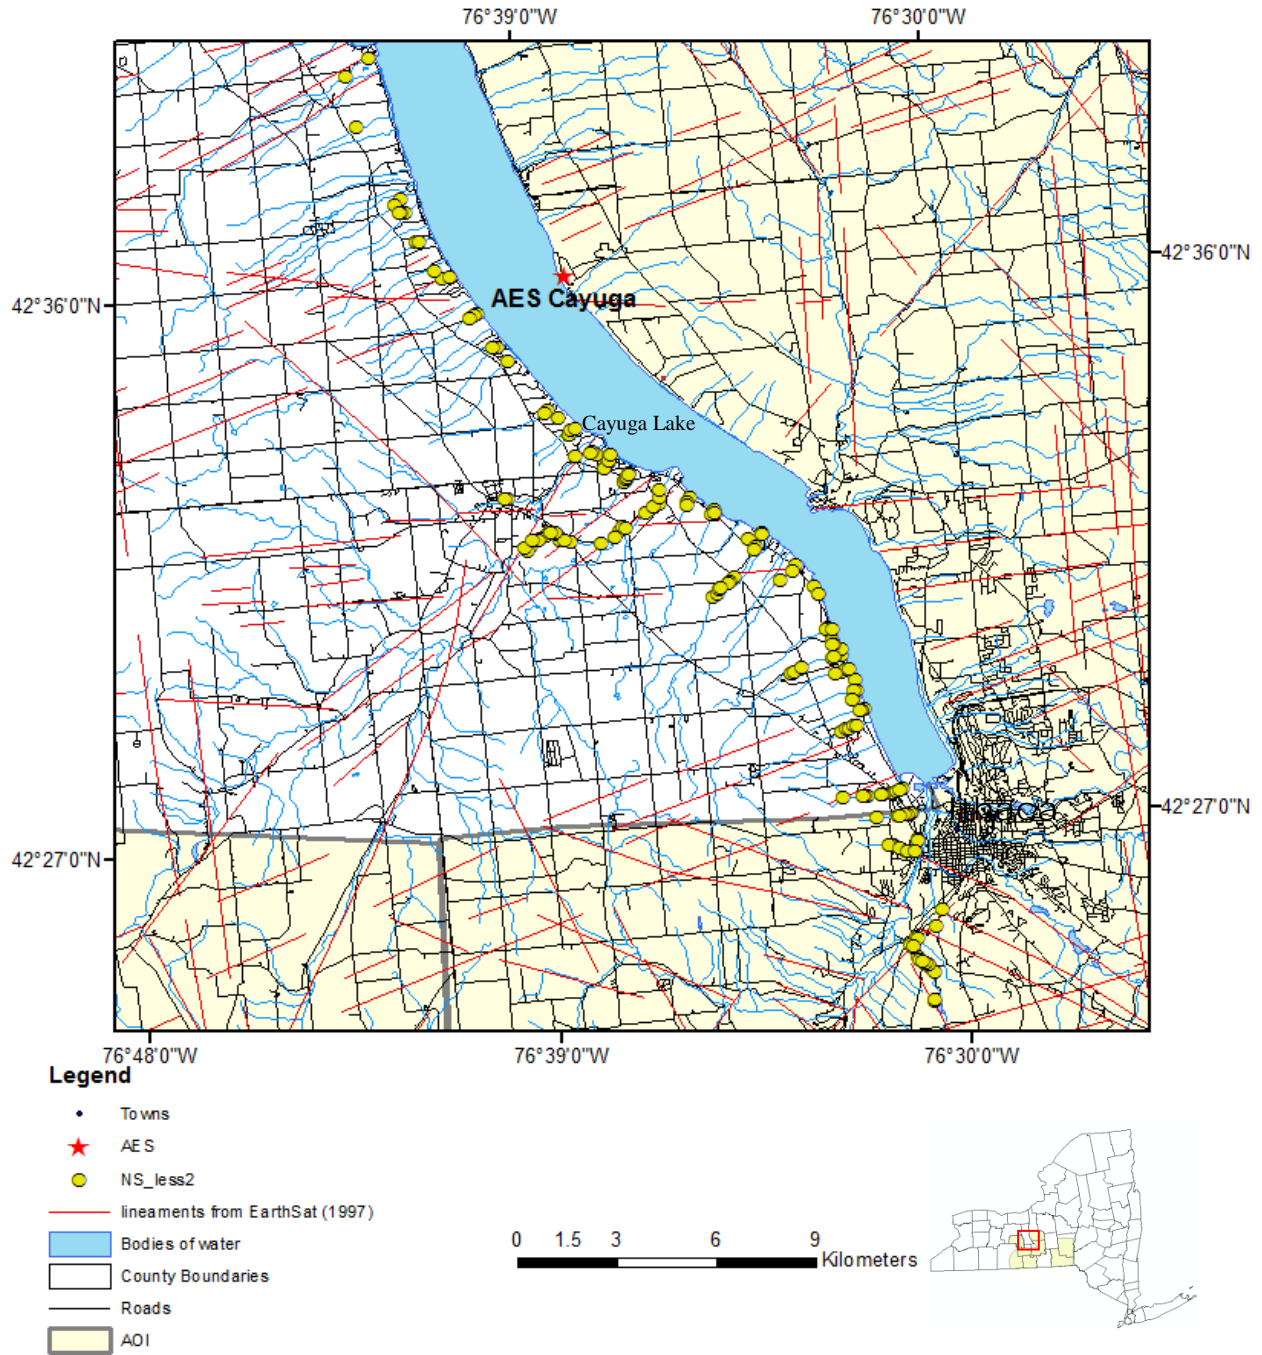 76°39'0"W
76°30'0"W
42°36'0"N
42°36'0"N
AES Cayuga
Cayuga Lake
42°27'0"N
Ithaca
42°27'0"N
76°48'0"W
76°39'0"W
76°30'0"W
Legend
Towns
AES
NS_less2
lineaments from EarthSat (1997)
Bodies of water
County Boundaries
Roads
AOI
0 1.5 3 6 9
Kilometers